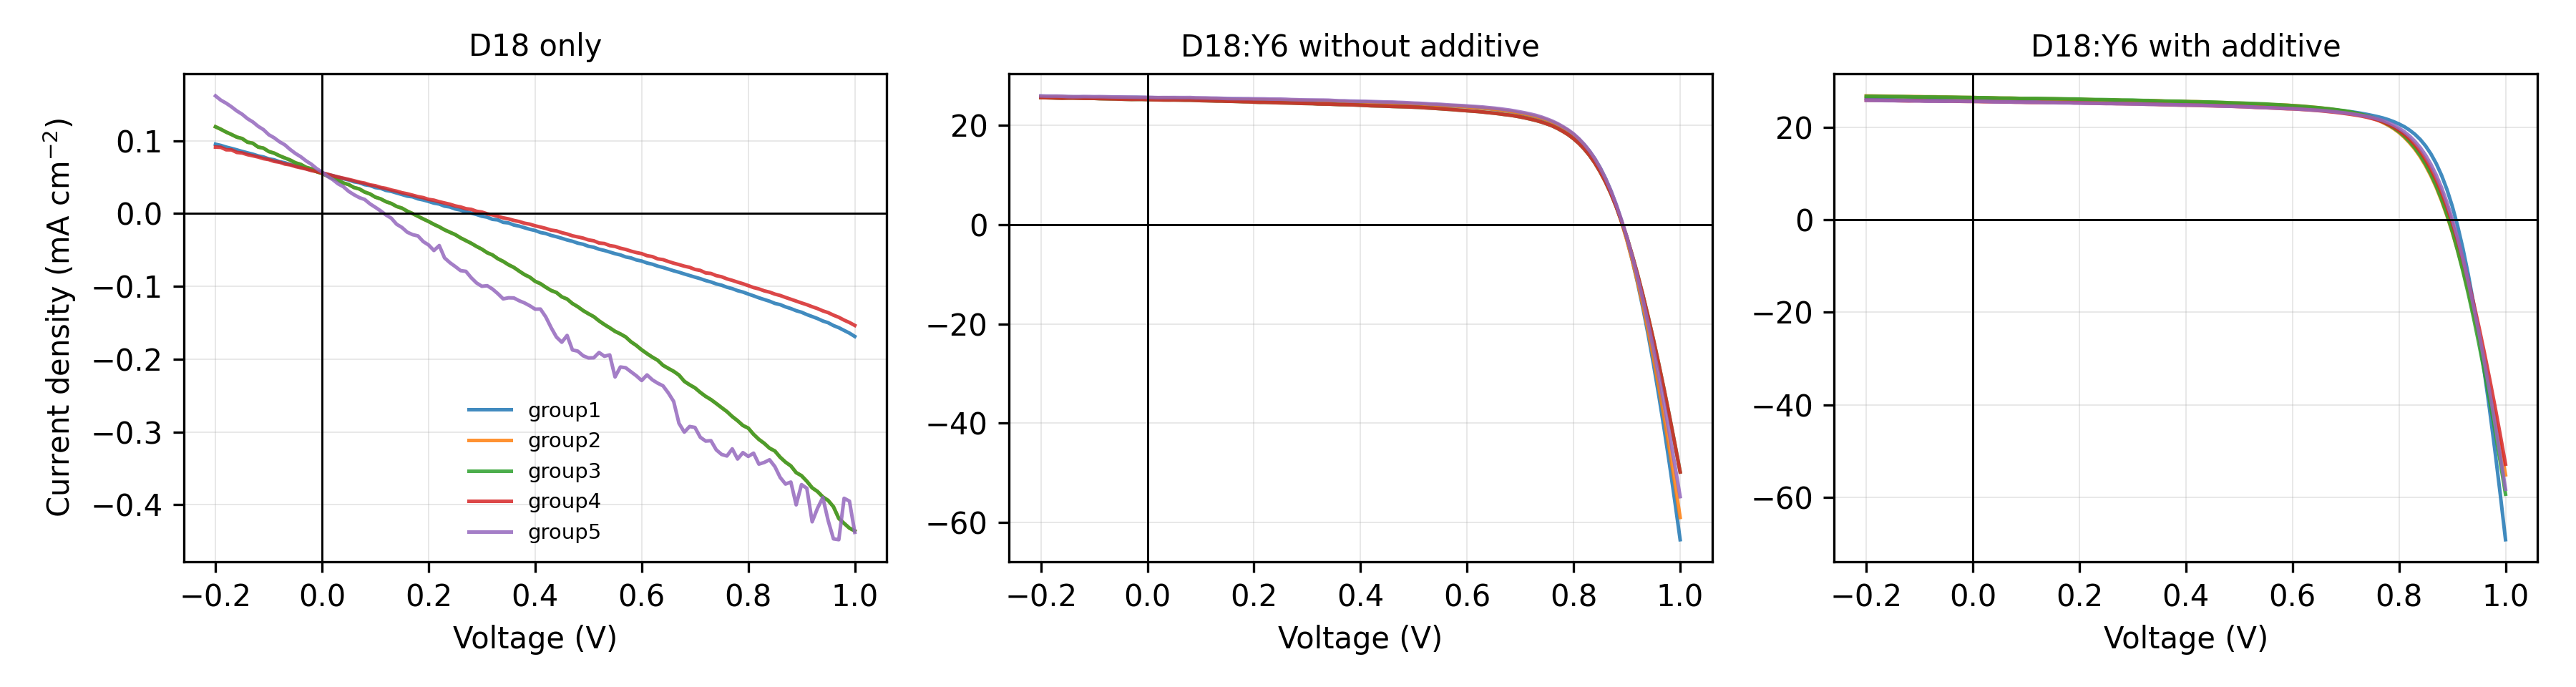 D18 only
D18:Y6 without additive
D18:Y6 with additive
Current density (mA cm⁻²)
0.1
0.0
−0.1
−0.2
−0.3
−0.4
group1
group2
group3
group4
group5
−0.2 0.0 0.2 0.4 0.6 0.8 1.0
Voltage (V)
20
0
−20
−40
−60
−0.2 0.0 0.2 0.4 0.6 0.8 1.0
Voltage (V)
20
0
−20
−40
−60
−0.2 0.0 0.2 0.4 0.6 0.8 1.0
Voltage (V)